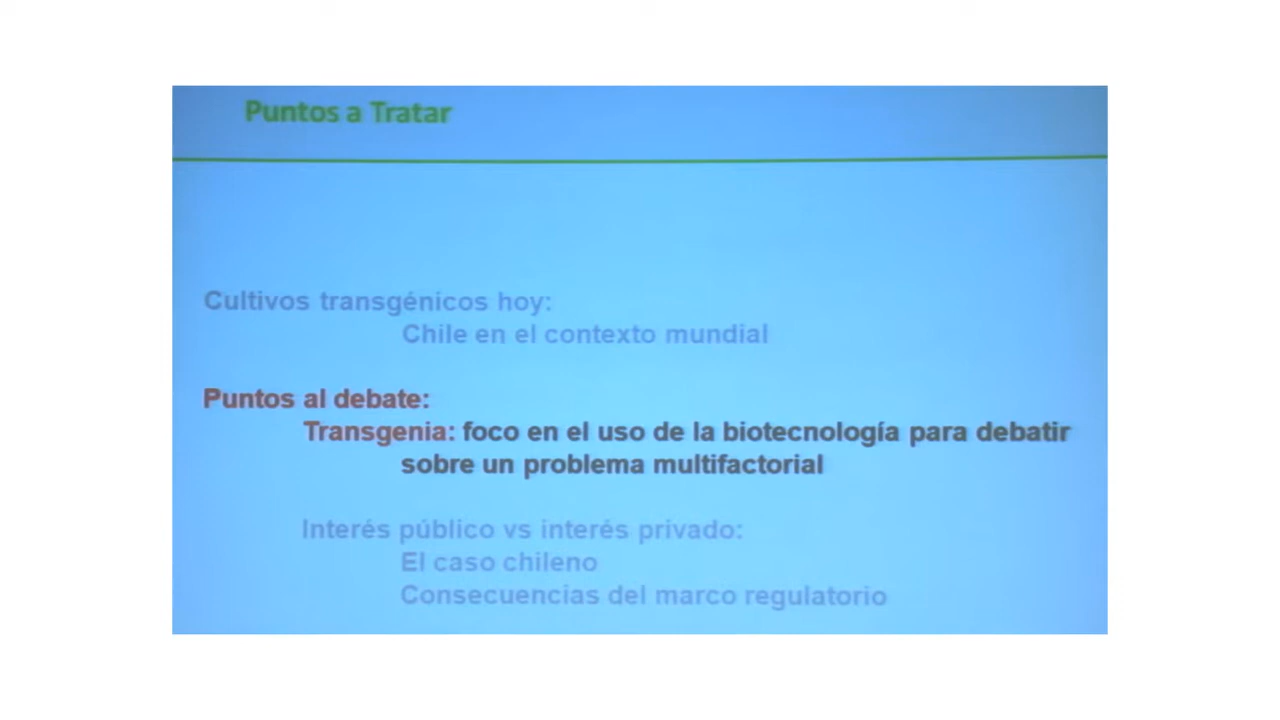 Puntos a Tratar
Cultivos transgénicos hoy:
Chile en el contexto mundial
Puntos al debate:
Transgenia: foco en el uso de la biotecnología para debatir
sobre un problema multifactorial
Interés público vs interés privado:
El caso chileno
Consecuencias del marco regulatorio